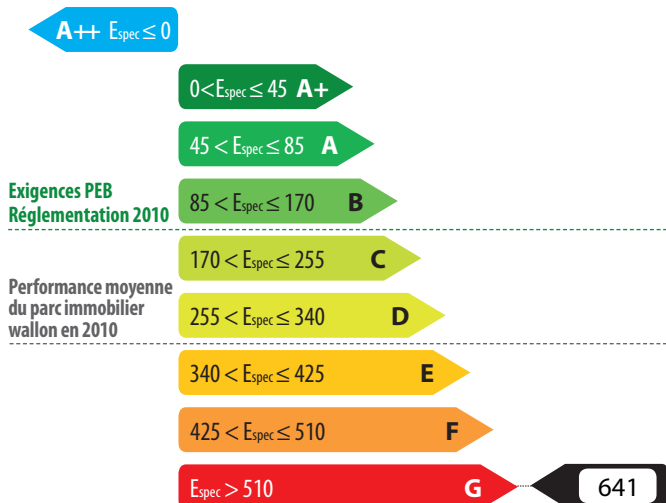 A++ Espec ≤ 0
0 < Espec ≤ 45 A+
45 < Espec ≤ 85 A
Exigences PEB
Réglementation 2010
85 < Espec ≤ 170 B
170 < Espec ≤ 255 C
Performance moyenne
du parc immobilier
wallon en 2010
255 < Espec ≤ 340 D
340 < Espec ≤ 425 E
425 < Espec ≤ 510 F
Espec > 510 G 641